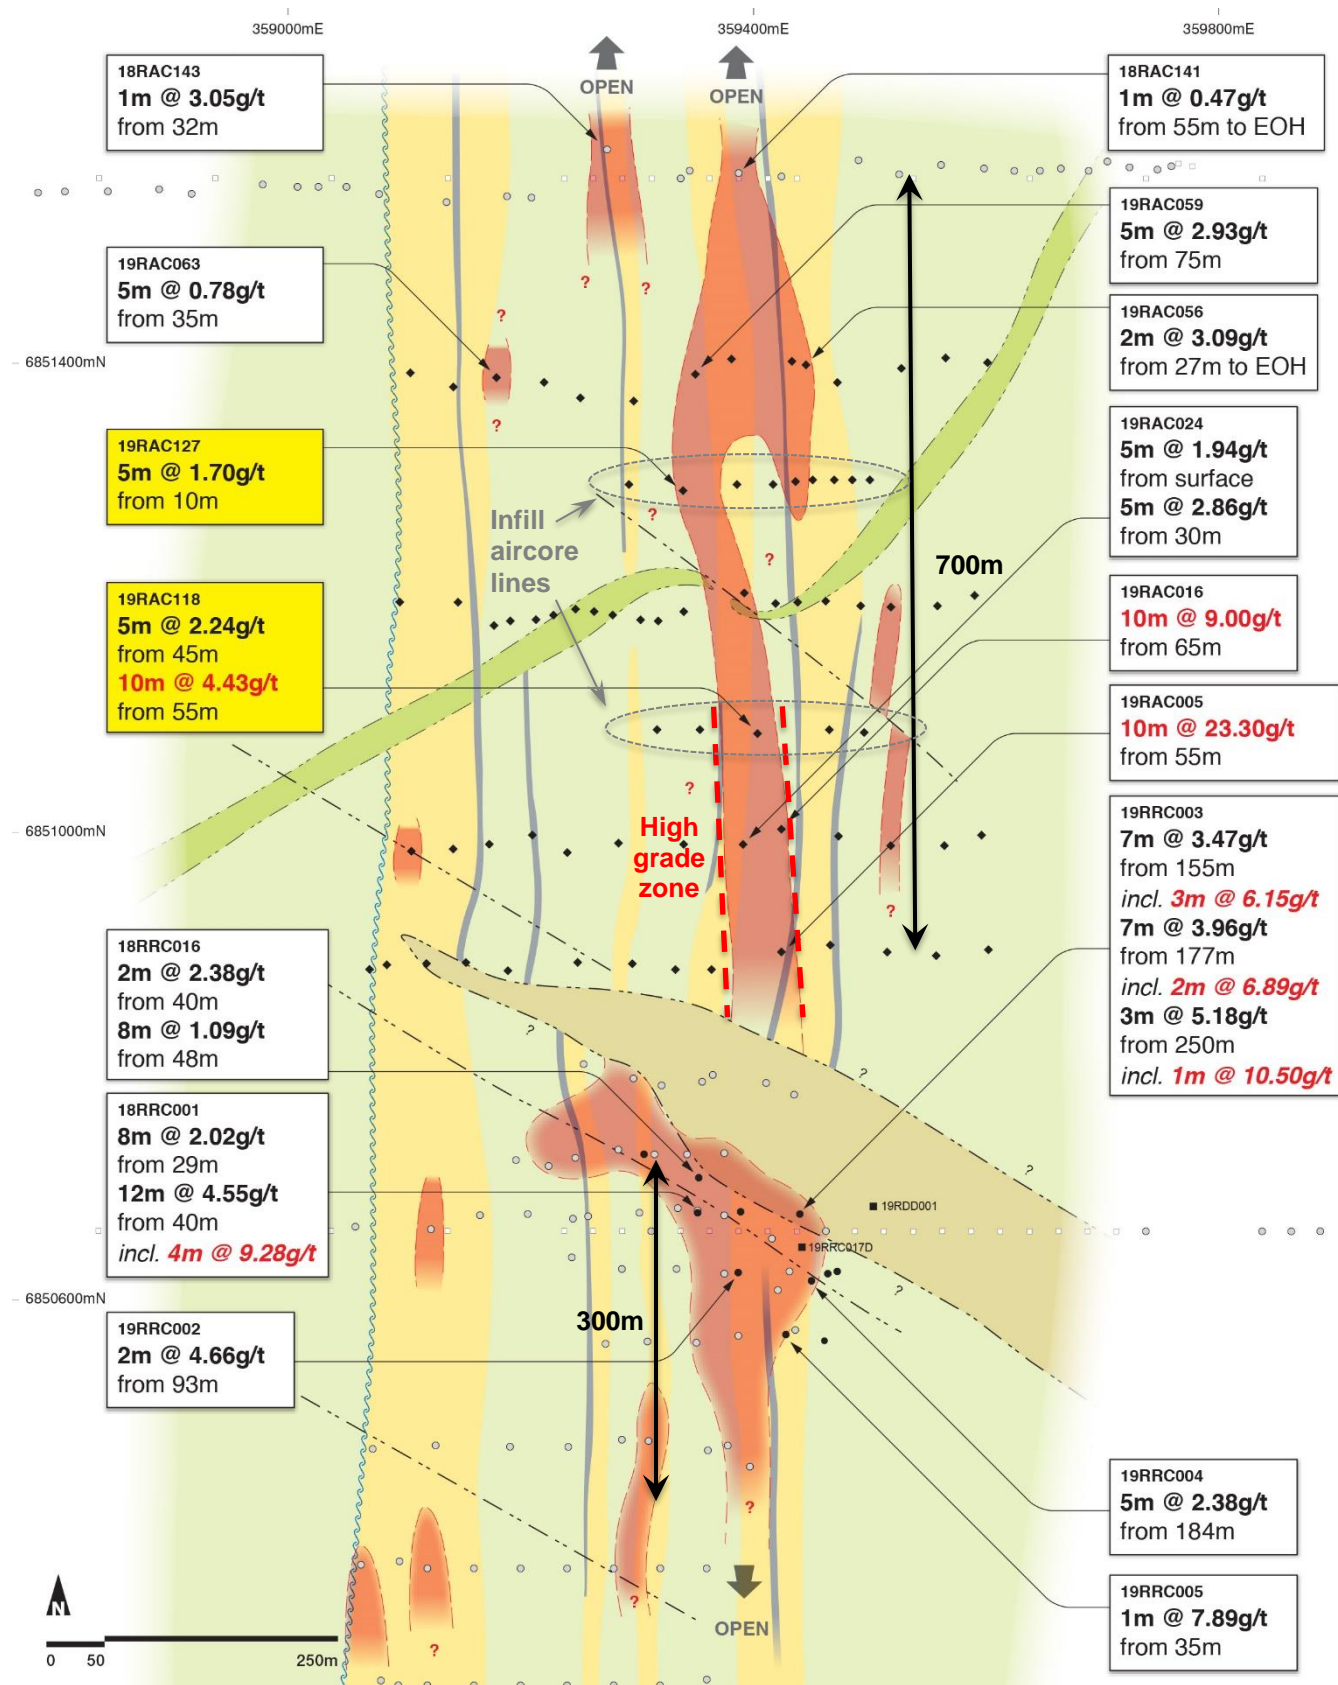 359000mE
359400mE
359800mE
18RAC143
1m @ 3.05g/t
from 32m
OPEN
OPEN
18RAC141
1m @ 0.47g/t
from 55m to EOH
19RAC059
5m @ 2.93g/t
from 75m
19RAC063
5m @ 0.78g/t
from 35m
?
?
?
19RAC056
2m @ 3.09g/t
from 27m to EOH
6851400mN
?
19RAC127
5m @ 1.70g/t
from 10m
19RAC024
5m @ 1.94g/t
from surface
5m @ 2.86g/t
from 30m
Infill
aircore
lines
?
?
700m
19RAC118
5m @ 2.24g/t
from 45m
10m @ 4.43g/t
from 55m
19RAC016
10m @ 9.00g/t
from 65m
19RAC005
10m @ 23.30g/t
from 55m
?
6851000mN
High
grade
zone
?
19RRC003
7m @ 3.47g/t
from 155m
incl. 3m @ 6.15g/t
7m @ 3.96g/t
from 177m
incl. 2m @ 6.89g/t
3m @ 5.18g/t
from 250m
incl. 1m @ 10.50g/t
18RRC016
2m @ 2.38g/t
from 40m
8m @ 1.09g/t
from 48m
?
?
?
18RRC001
8m @ 2.02g/t
from 29m
12m @ 4.55g/t
from 40m
incl. 4m @ 9.28g/t
19RDD001
19RRC017D
?
6850600mN
300m
19RRC002
2m @ 4.66g/t
from 93m
19RRC004
5m @ 2.38g/t
from 184m
?
19RRC005
1m @ 7.89g/t
from 35m
?
?
OPEN
N
0 50 250m